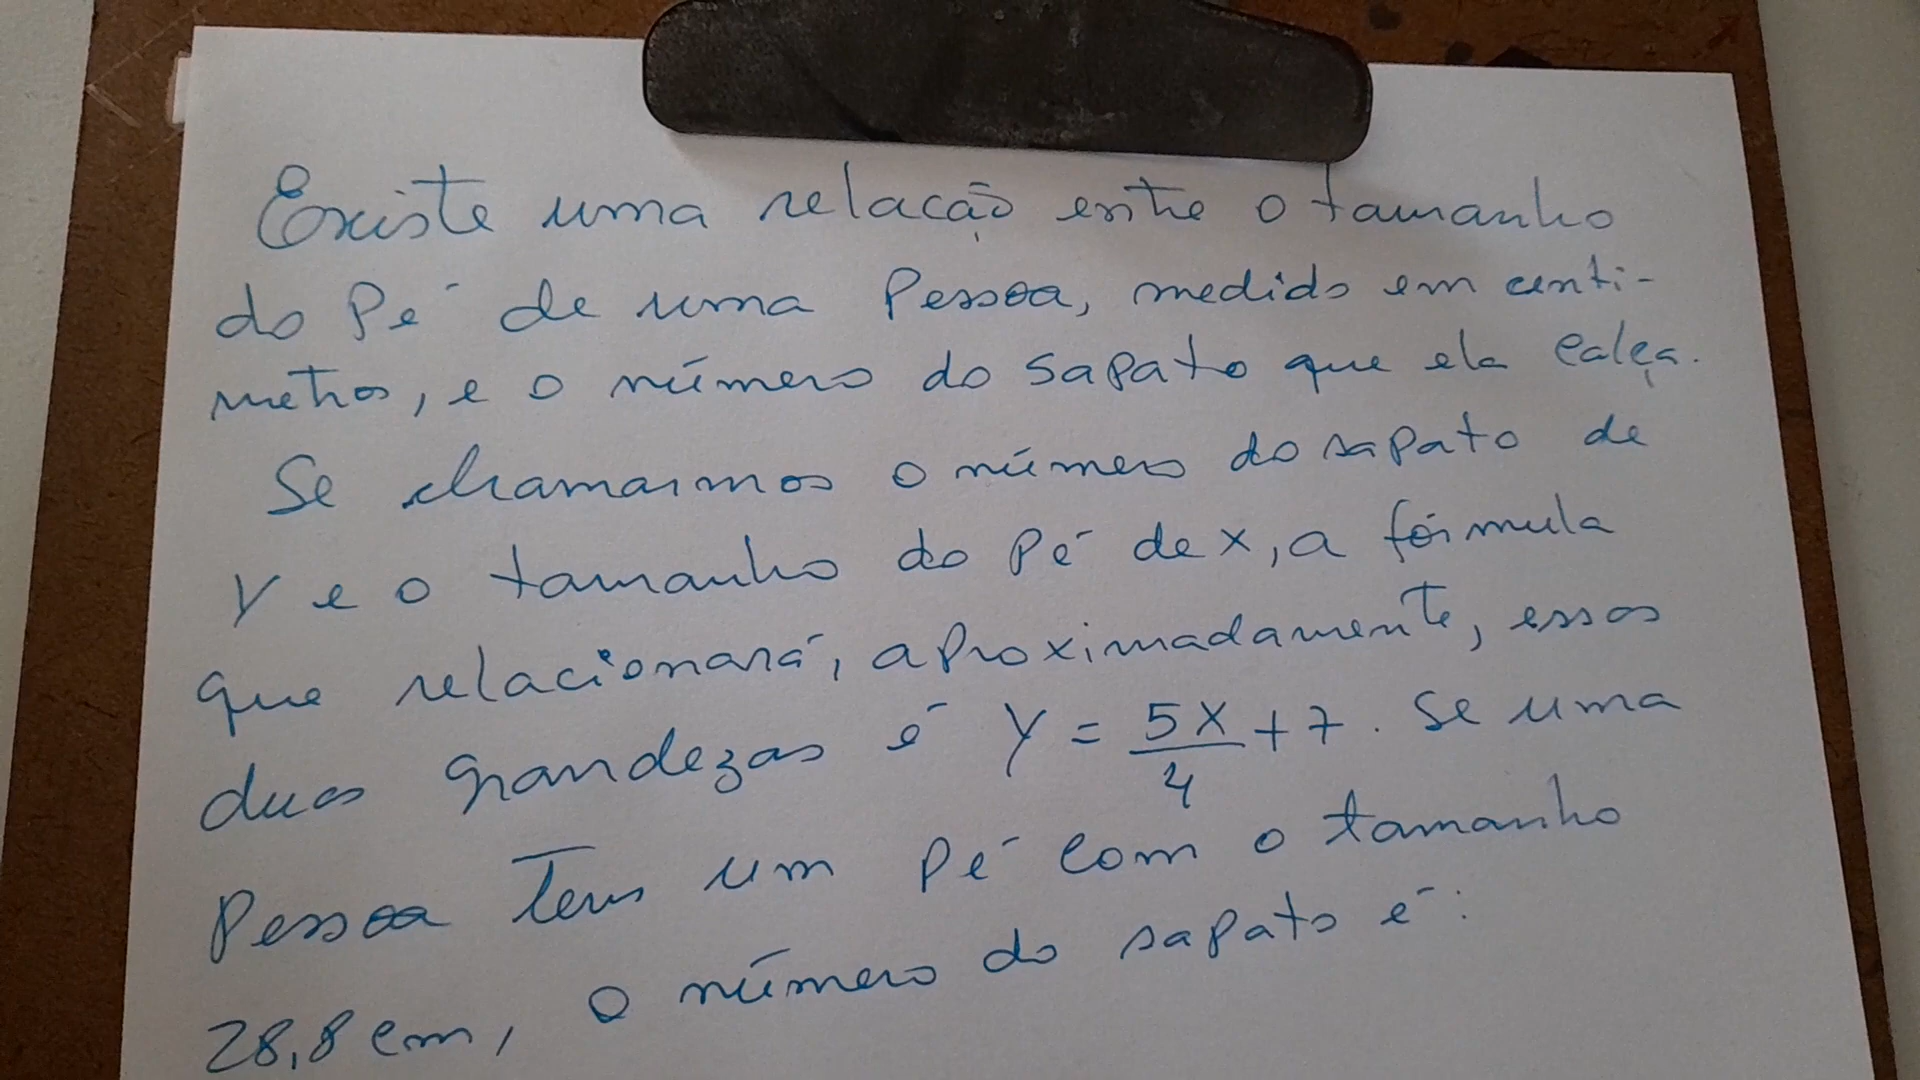 Existe uma relação entre o tamanho
do Pé de uma Pessoa, medido em centi-
metros, e o número do sapato que ela calça.
Se chamarmos o número do sapato de
Y e o tamanho do Pé de x, a fórmula
que relacionará, aproximadamente, essas
duas grandezas é Y = 5X/4 + 7. Se uma
Pessoa tem um Pé com o tamanho
28,8 cm, o número do sapato é: